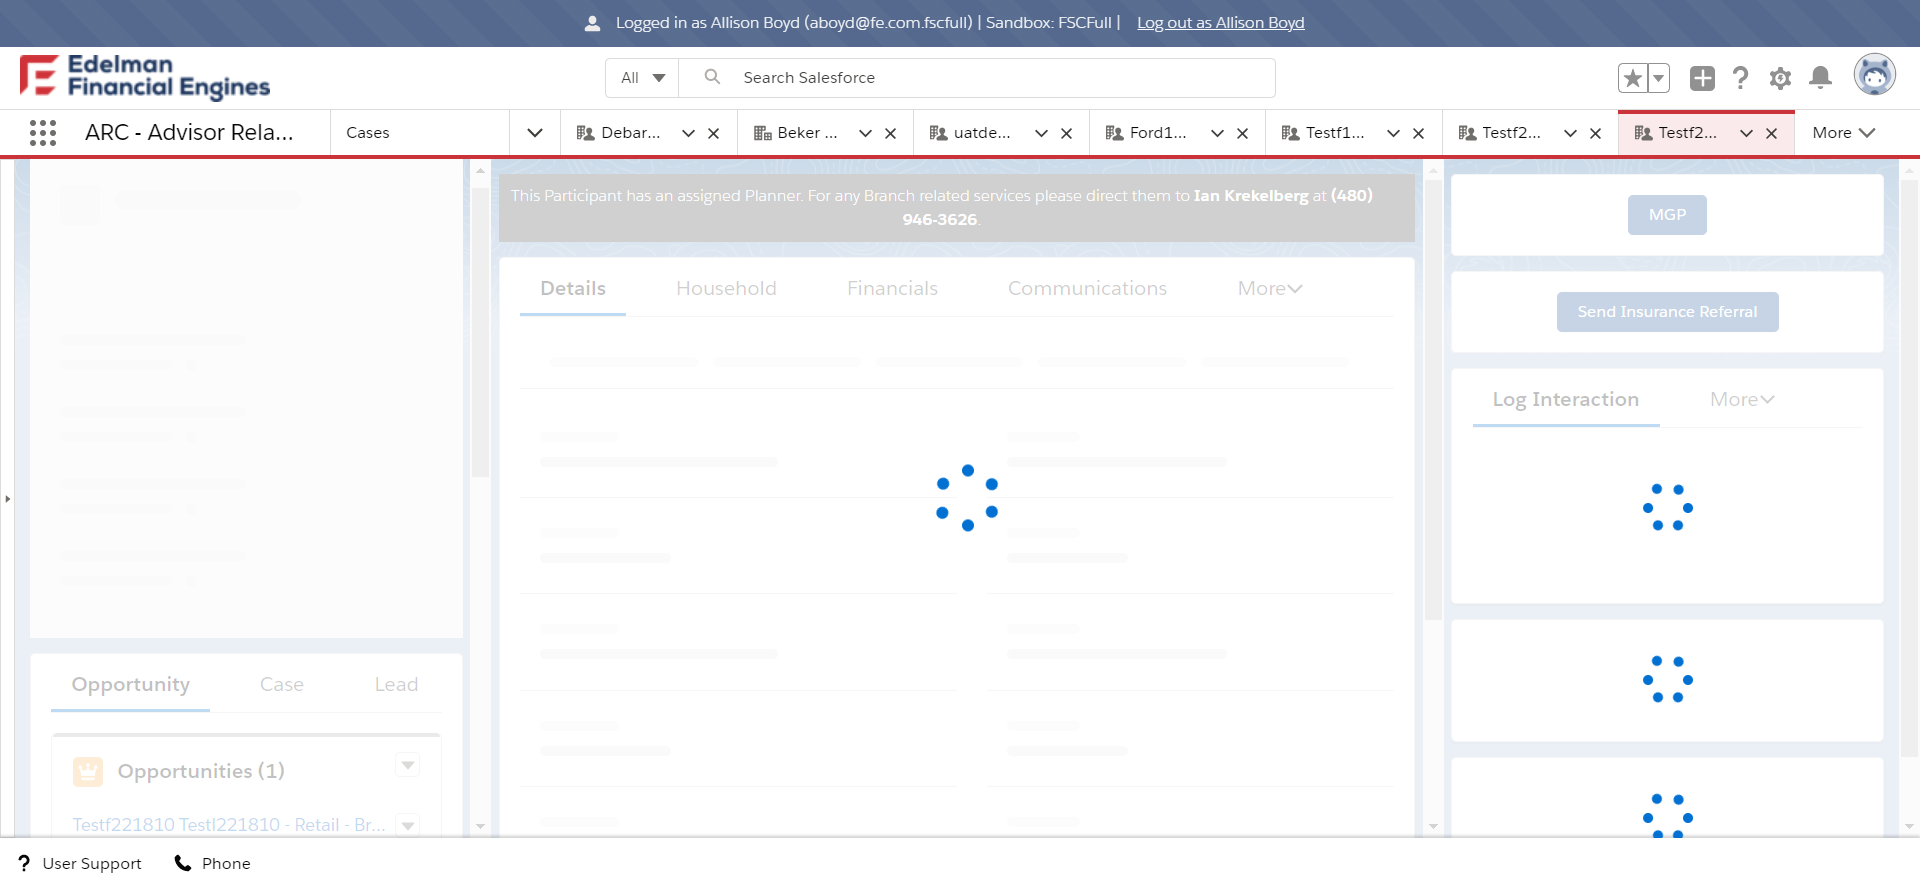 Logged in as Allison Boyd (aboyd@fe.com.fscfull) | Sandbox: FSCFull | Log out as Allison Boyd
Edelman
Financial Engines
All
Search Salesforce
ARC - Advisor Rela...
Cases
Debar...
Beker ...
uatde...
Ford1...
Testf1...
Testf2...
Testf2...
More
This Participant has an assigned Planner. For any Branch related services please direct them to Ian Krekelberg at (480)
946-3626.
MGP
Details
Household
Financials
Communications
More
Send Insurance Referral
Log Interaction
More
Opportunity
Case
Lead
Opportunities (1)
Testf221810 Testl221810 - Retail - Br...
User Support
Phone